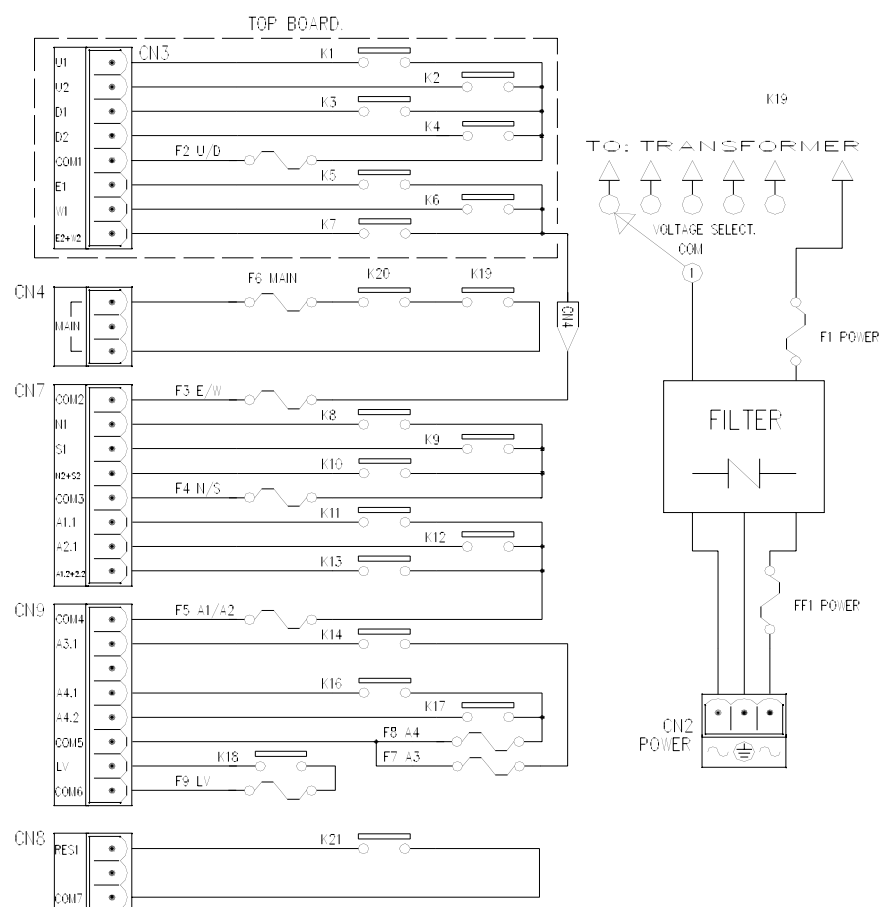 TOP BOARD.
CN3
U1
K1
U2
K2
D1
K3
D2
K4
COM1
F2 U/D
E1
K5
W1
K6
E2+W2
K7
K19
TO: TRANSFORMER
VOLTAGE SELECT.
COM
1
F1 POWER
FILTER
FF1 POWER
CN2
POWER
CN4
MAIN
F6 MAIN
K20
K19
CN4
CN7
COM2
F3 E/W
N1
K8
S1
K9
N2+S2
K10
COM3
F4 N/S
A1.1
K11
A2.1
K12
A1.2+2.2
K13
CN9
COM4
F5 A1/A2
A3.1
K14
A4.1
K16
A4.2
K17
COM5
F8 A4
F7 A3
LV
K18
COM6
F9 LV
CN8
RES1
K21
COM7